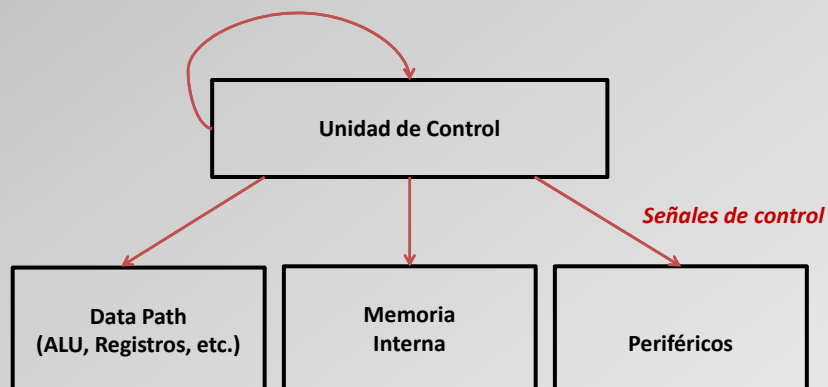 Unidad de Control
Señales de control
Data Path
(ALU, Registros, etc.)
Memoria
Interna
Periféricos